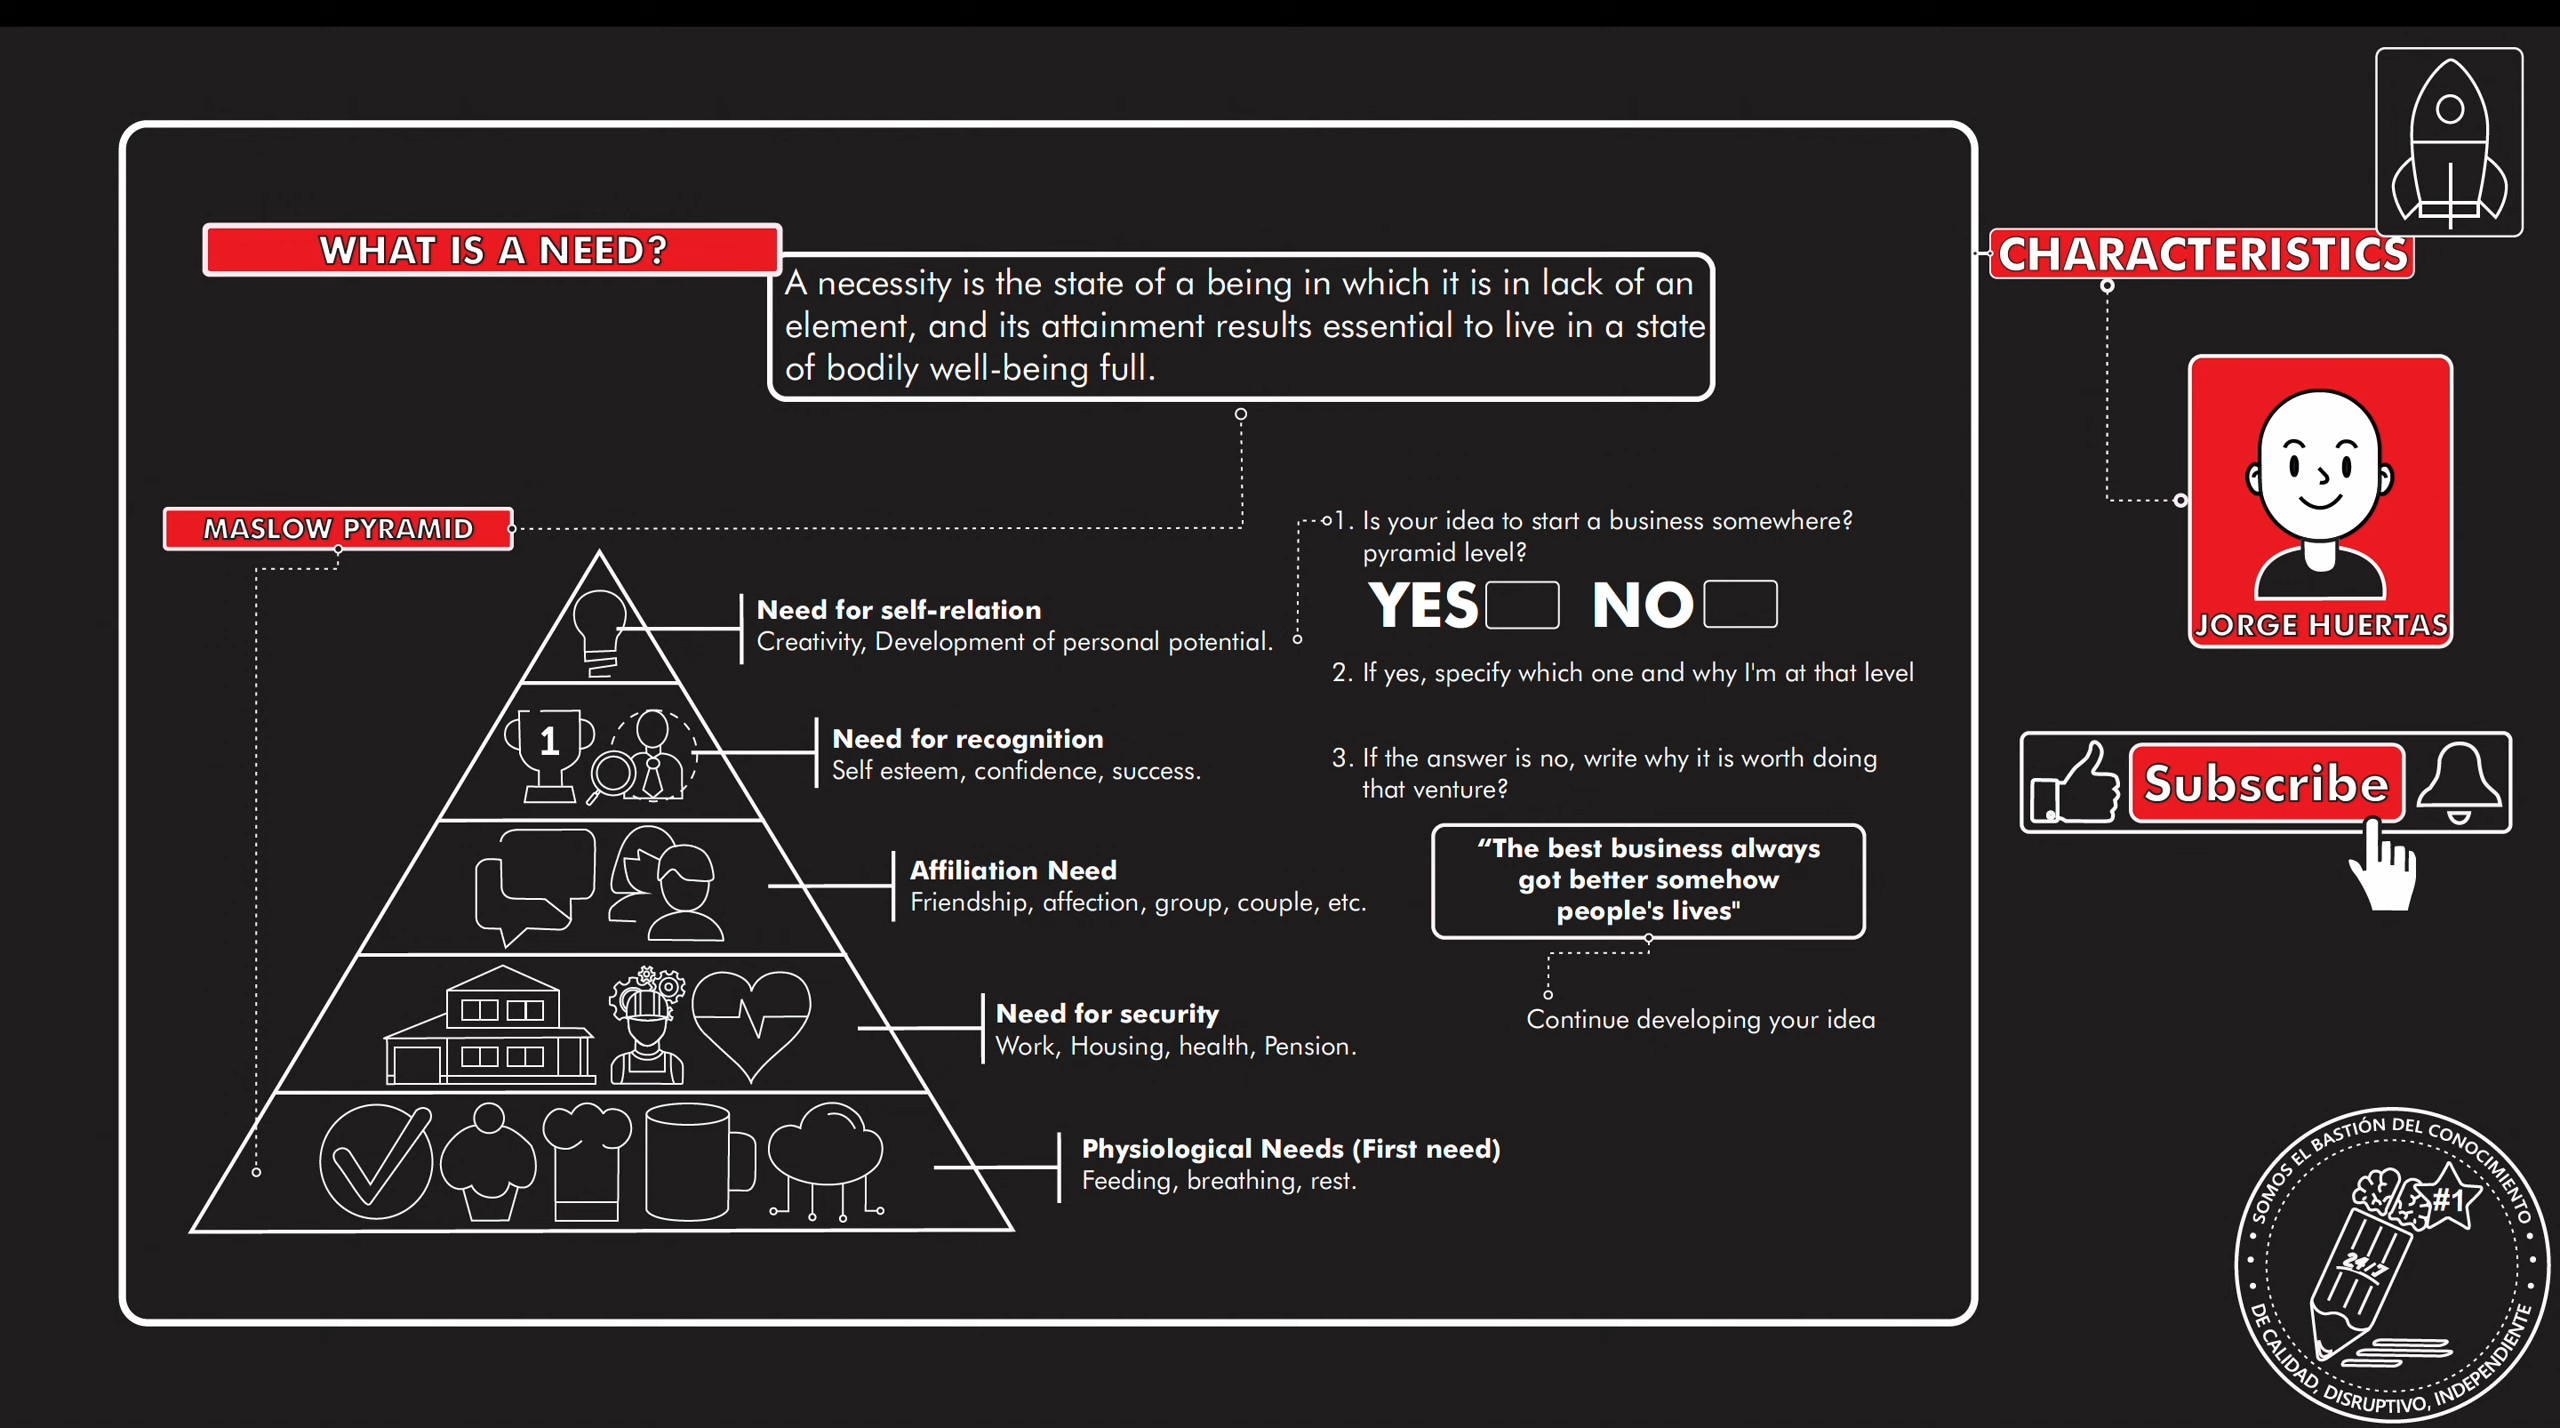 WHAT IS A NEED?
A necessity is the state of a being in which it is in lack of an
element, and its attainment results essential to live in a state
of bodily well-being full.
CHARACTERISTICS
JORGE HUERTAS
Subscribe
MASLOW PYRAMID
1
Need for self-relation
Creativity, Development of personal potential.
Need for recognition
Self esteem, confidence, success.
Affiliation Need
Friendship, affection, group, couple, etc.
Need for security
Work, Housing, health, Pension.
Physiological Needs (First need)
Feeding, breathing, rest.
1. Is your idea to start a business somewhere?
pyramid level?
YES NO
2. If yes, specify which one and why I'm at that level
3. If the answer is no, write why it is worth doing
that venture?
“The best business always
got better somehow
people's lives"
Continue developing your idea
SOMOS EL BASTIÓN DEL CONOCIMIENTO
#1
24/7
DE CALIDAD, DISRUPTIVO, INDEPENDIENTE